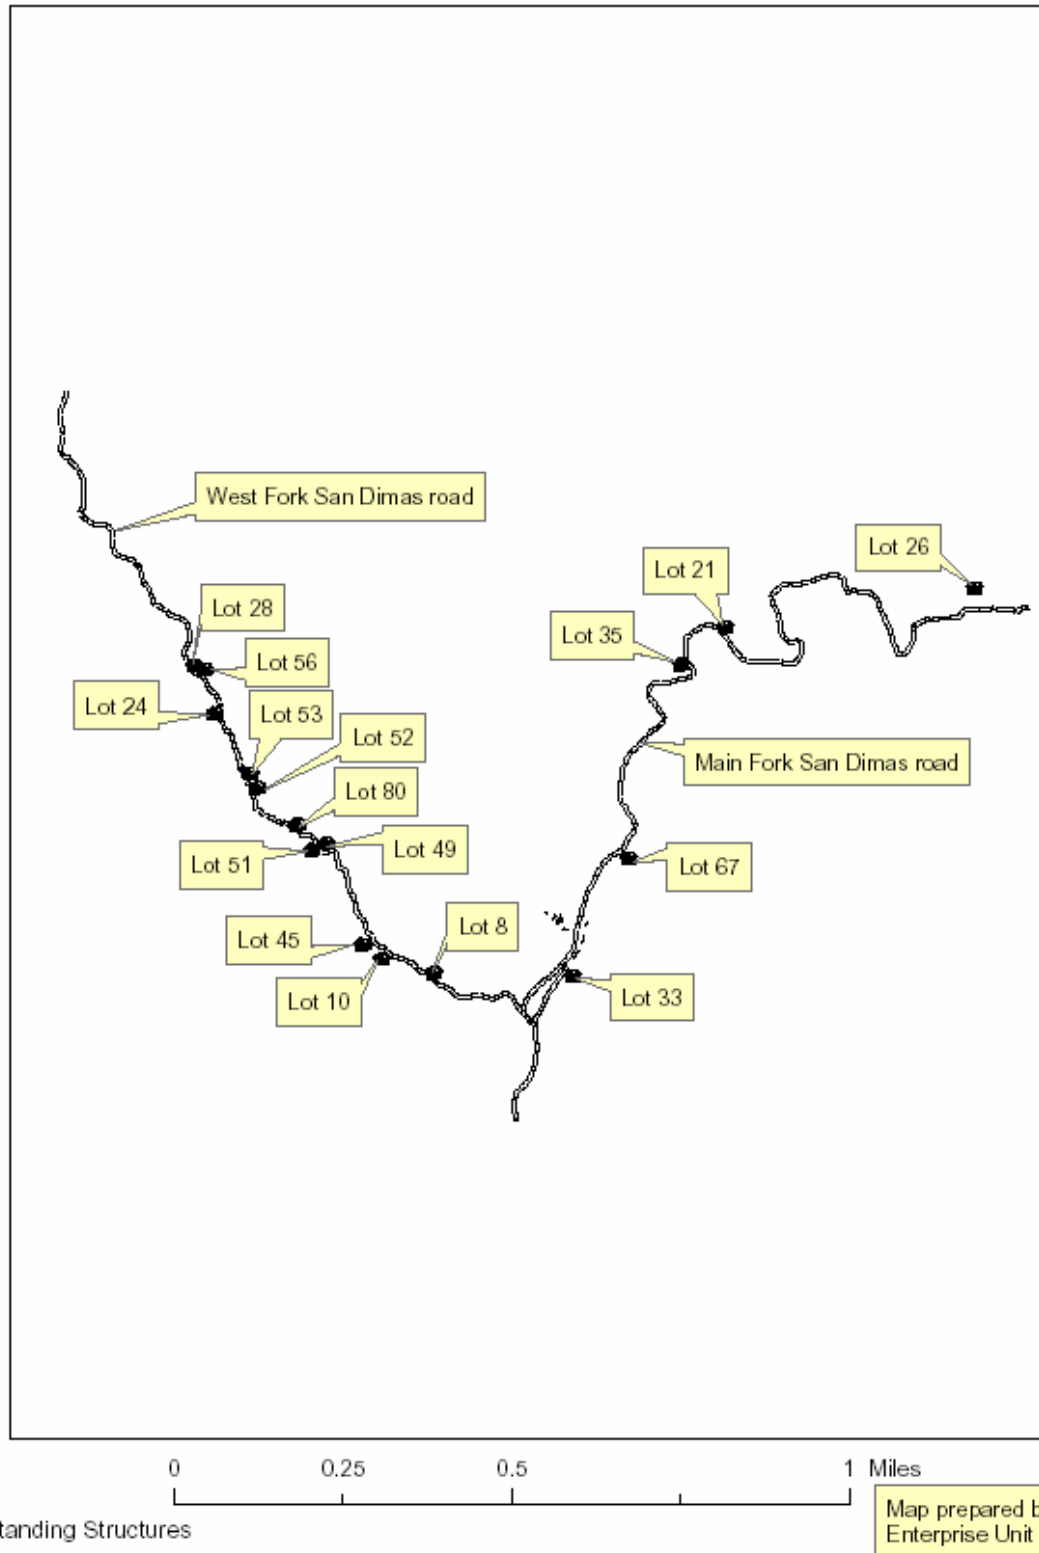 West Fork San Dimas road
Lot 26
Lot 21
Lot 28
Lot 35
Lot 56
Lot 24
Lot 53
Lot 52
Main Fork San Dimas road
Lot 80
Lot 49
Lot 51
Lot 67
Lot 8
Lot 45
Lot 10
Lot 33
0 0.25 0.5 1 Miles
Map prepared b
Enterprise Unit
tanding Structures